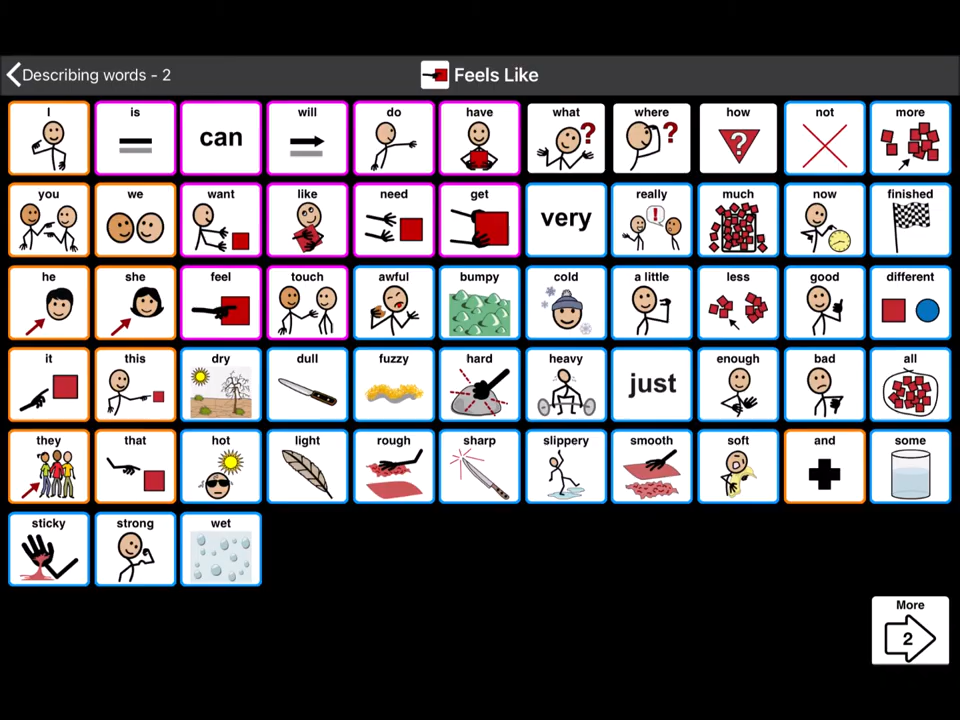 Describing words - 2
Feels Like
I is can will do have what where how not more
you we want like need get very really much now finished
he she feel touch awful bumpy cold a little less good different
it this dry dull fuzzy hard heavy just enough bad all
they that hot light rough sharp slippery smooth soft and some
sticky strong wet
More
2